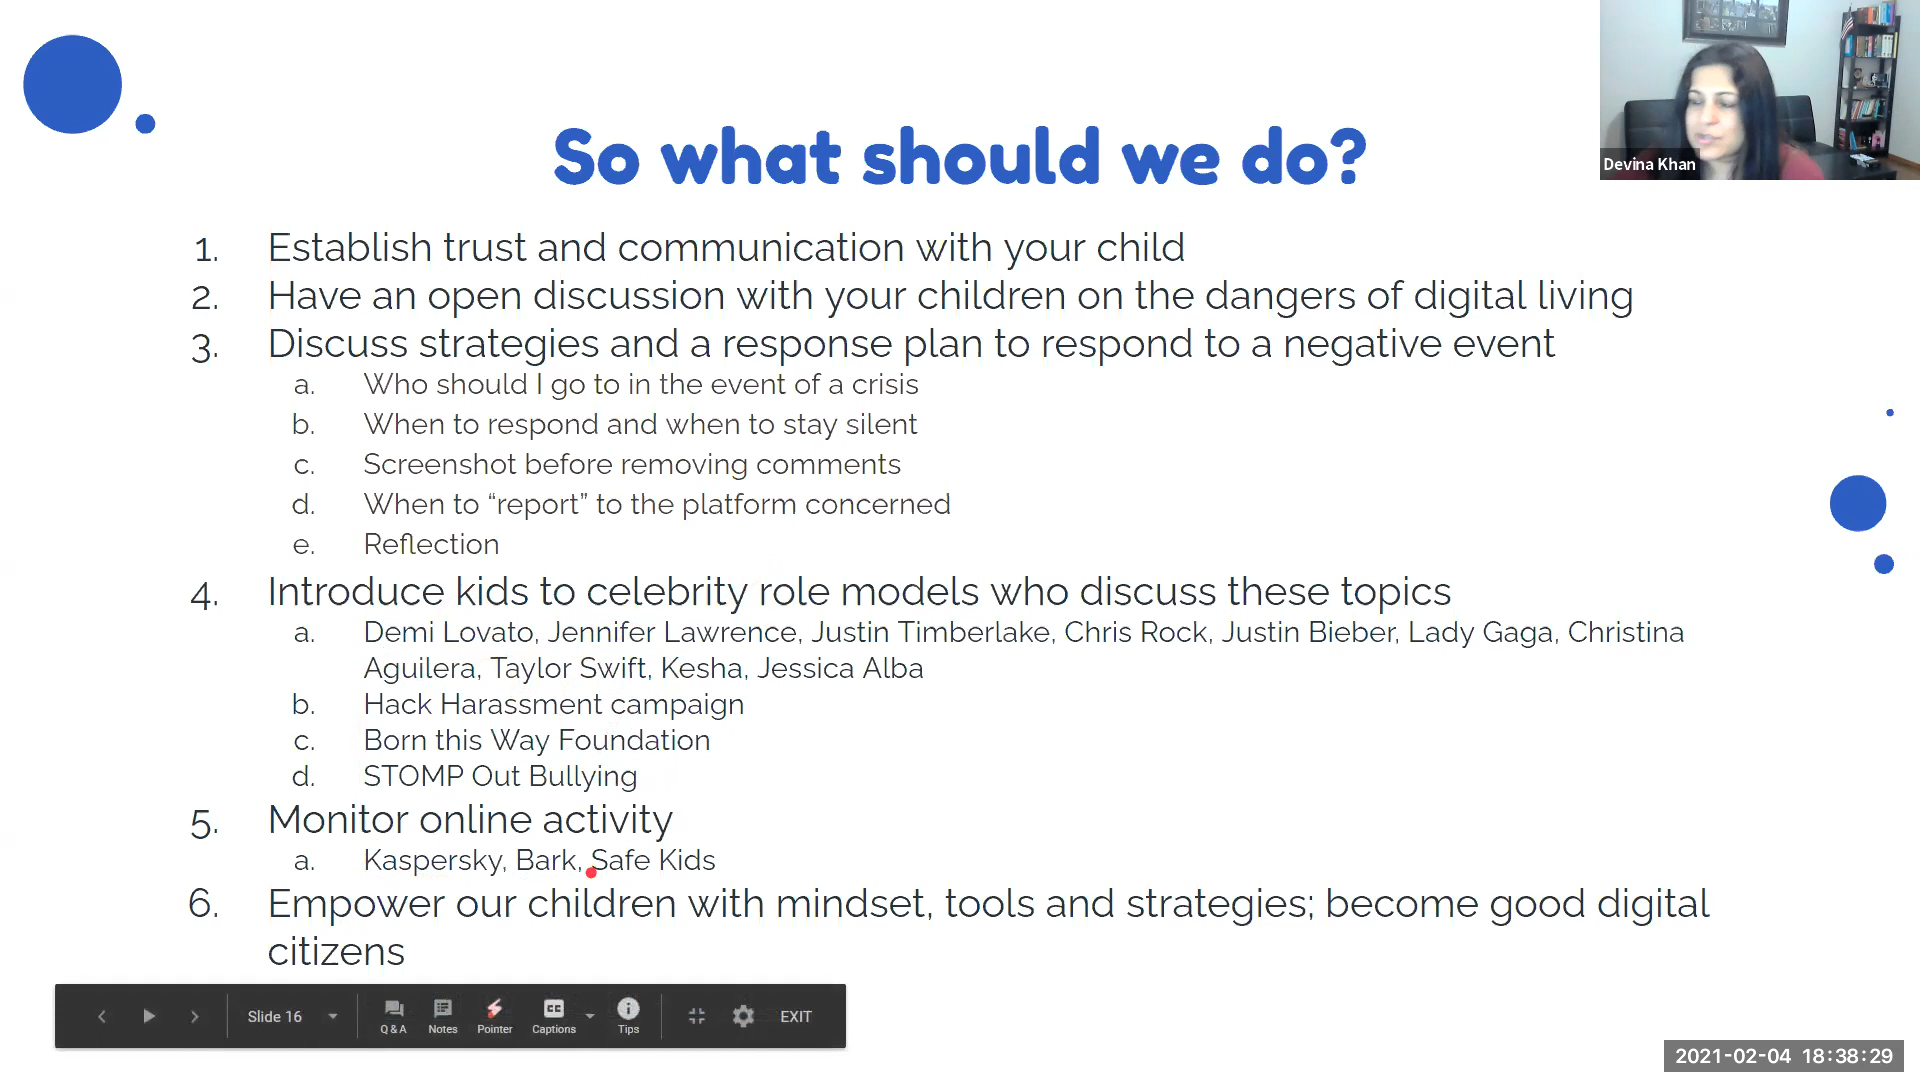 So what should we do?
Devina Khan
1. Establish trust and communication with your child
2. Have an open discussion with your children on the dangers of digital living
3. Discuss strategies and a response plan to respond to a negative event
a. Who should I go to in the event of a crisis
b. When to respond and when to stay silent
c. Screenshot before removing comments
d. When to “report” to the platform concerned
e. Reflection
4. Introduce kids to celebrity role models who discuss these topics
a. Demi Lovato, Jennifer Lawrence, Justin Timberlake, Chris Rock, Justin Bieber, Lady Gaga, Christina
Aguilera, Taylor Swift, Kesha, Jessica Alba
b. Hack Harassment campaign
c. Born this Way Foundation
d. STOMP Out Bullying
5. Monitor online activity
a. Kaspersky, Bark, Safe Kids
6. Empower our children with mindset, tools and strategies; become good digital
citizens
Slide 16
Q & A
Notes
Pointer
CC
Captions
Tips
EXIT
2021-02-04 18:38:29